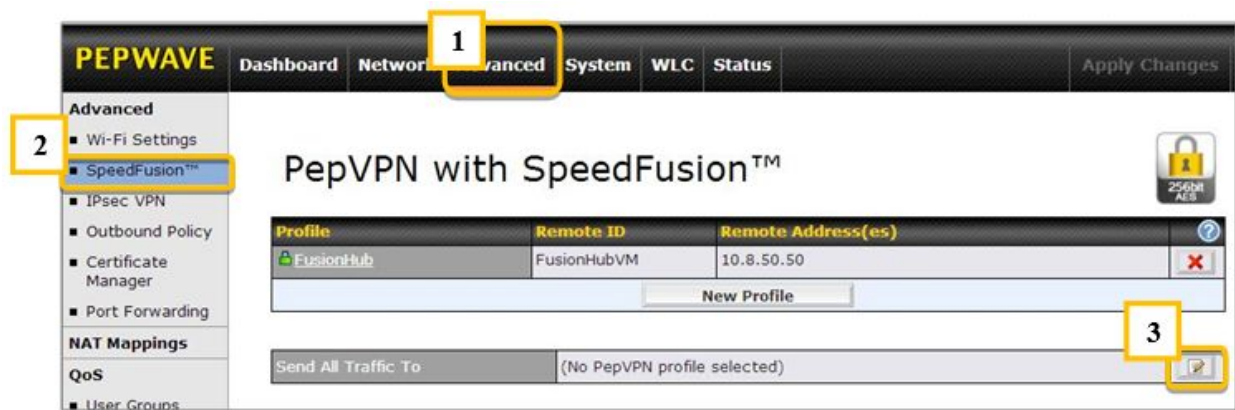 1
PEPWAVE Dashboard Network Advanced System WLC Status Apply Changes
Advanced
2
Wi-Fi Settings
SpeedFusion™
IPsec VPN
Outbound Policy
Certificate
Manager
Port Forwarding
NAT Mappings
QoS
User Groups
PepVPN with SpeedFusion™
256bit
AES
Profile Remote ID Remote Address(es) ?
FusionHub FusionHubVM 10.8.50.50
New Profile
3
Send All Traffic To (No PepVPN profile selected)